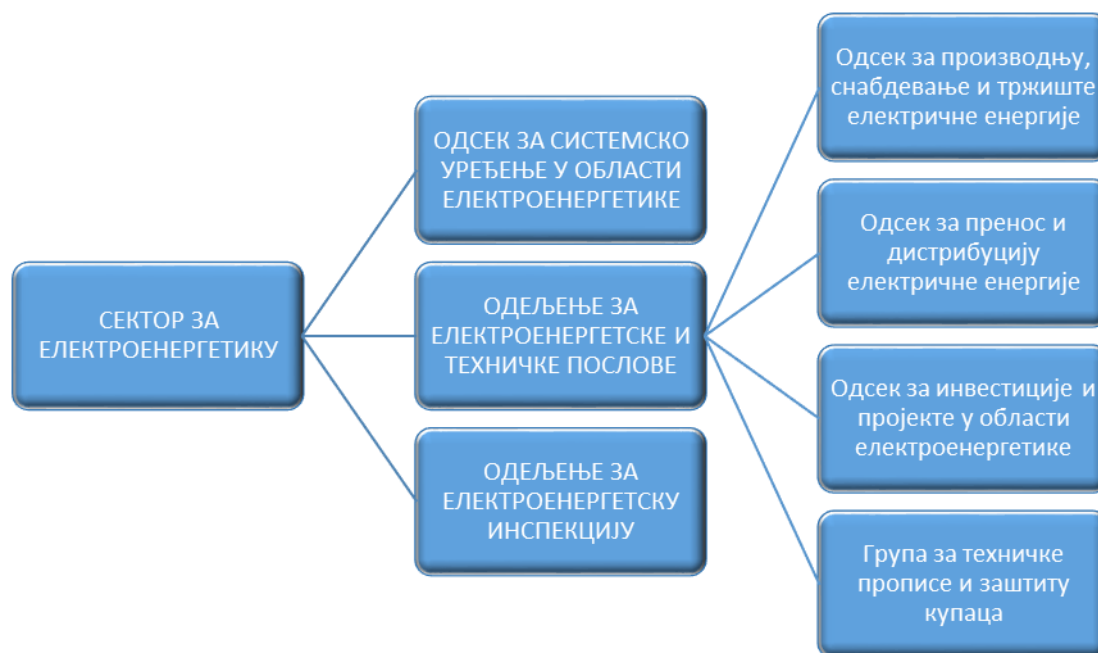 СЕКТОР ЗА
ЕЛЕКТРОЕНЕРГЕТИКУ
ОДСЕК ЗА СИСТЕМСКО
УРЕЂЕЊЕ У ОБЛАСТИ
ЕЛЕКТРОЕНЕРГЕТИКЕ
ОДЕЉЕЊЕ ЗА
ЕЛЕКТРОЕНЕРГЕТСКЕ И
ТЕХНИЧКЕ ПОСЛОВЕ
ОДЕЉЕЊЕ ЗА
ЕЛЕКТРОЕНЕРГЕТСКУ
ИНСПЕКЦИЈУ
Одсек за производњу,
снабдевање и тржиште
електричне енергије
Одсек за пренос и
дистрибуцију
електричне енергије
Одсек за инвестиције и
пројекте у области
електроенергетике
Група за техничке
прописе и заштиту
купаца